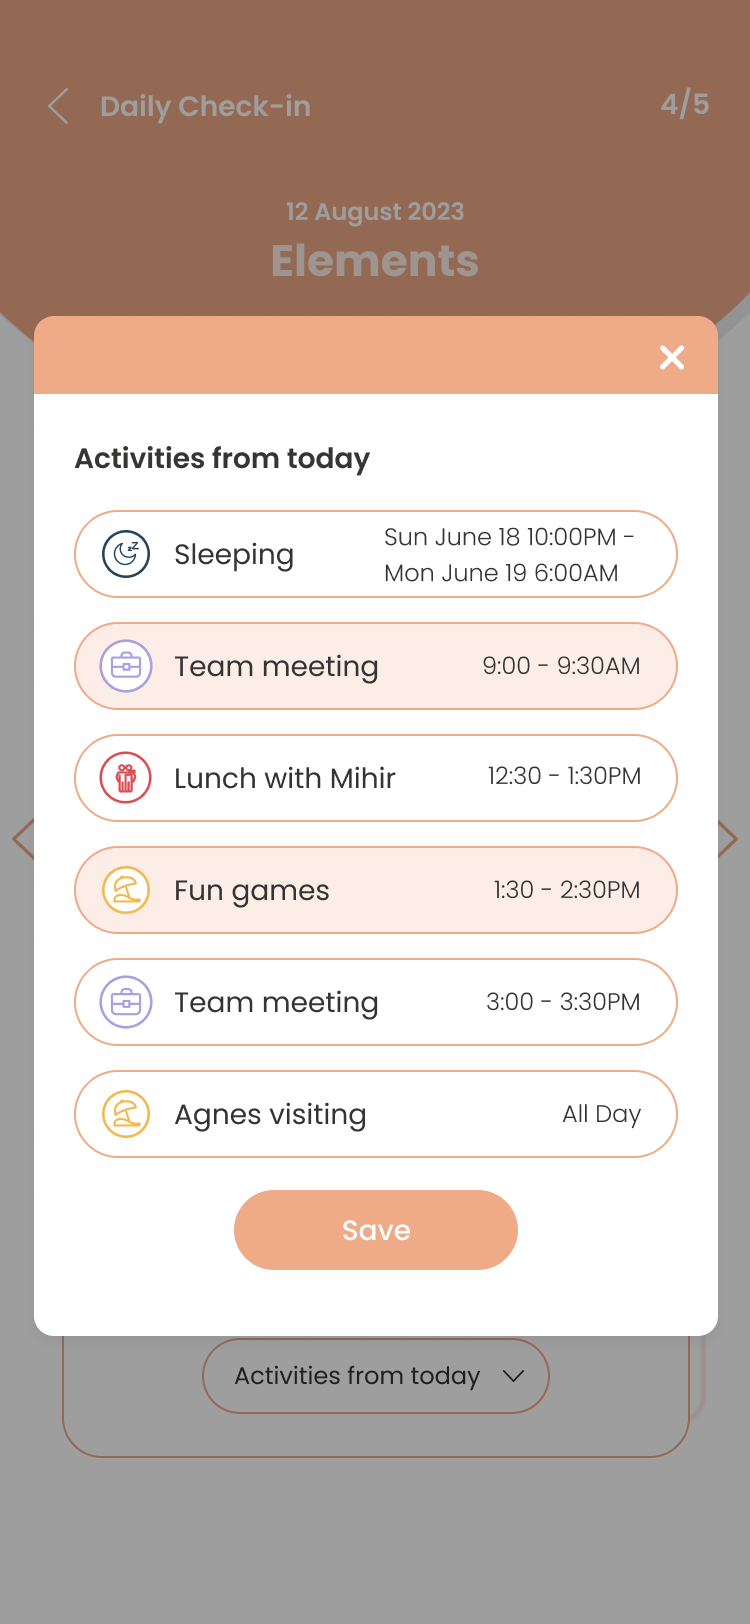 Daily Check-in
4/5
12 August 2023
Elements
Activities from today
Sleeping
Sun June 18 10:00PM -
Mon June 19 6:00AM
Team meeting
9:00 - 9:30AM
Lunch with Mihir
12:30 - 1:30PM
Fun games
1:30 - 2:30PM
Team meeting
3:00 - 3:30PM
Agnes visiting
All Day
Save
Activities from today